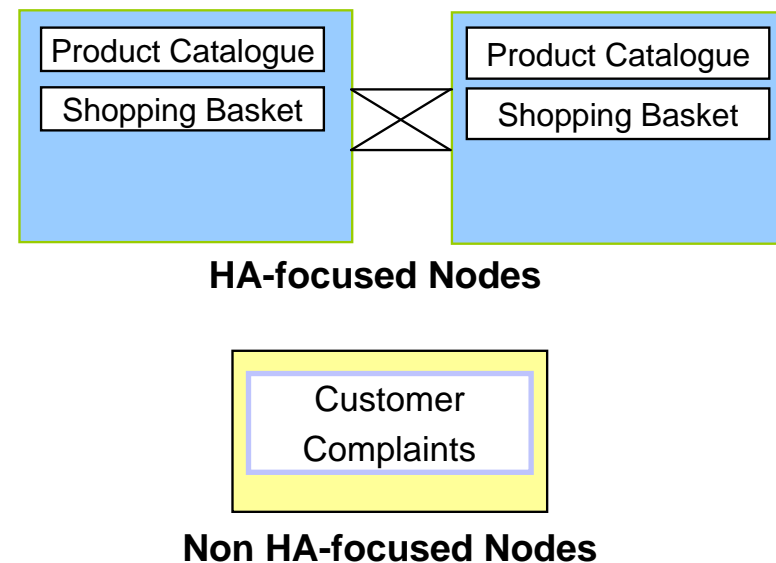 Product Catalogue
Shopping Basket
Product Catalogue
Shopping Basket
HA-focused Nodes
Customer
Complaints
Non HA-focused Nodes